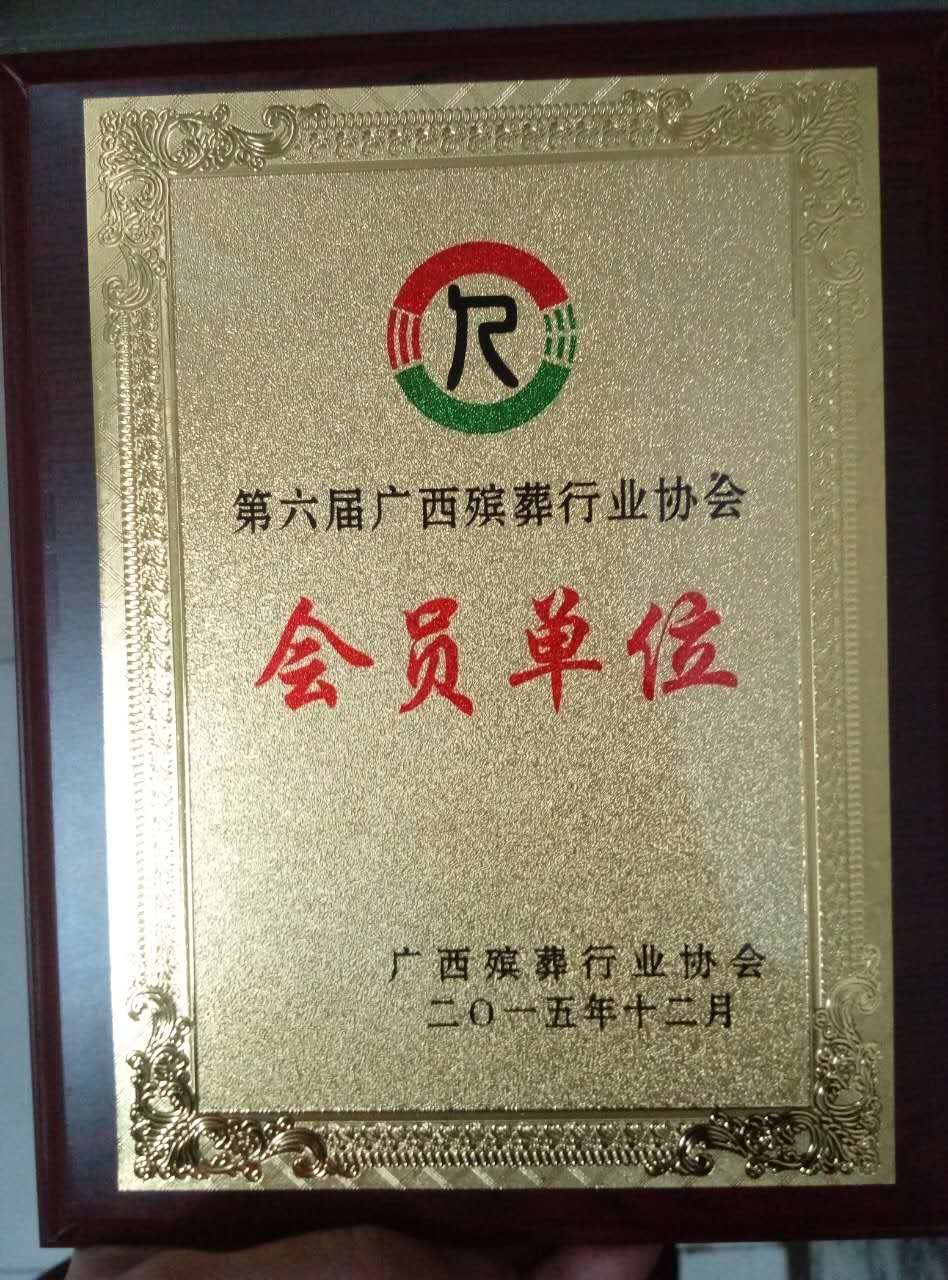 第六届广西殡葬行业协会
会员单位
广西殡葬行业协会
二〇一五年十二月